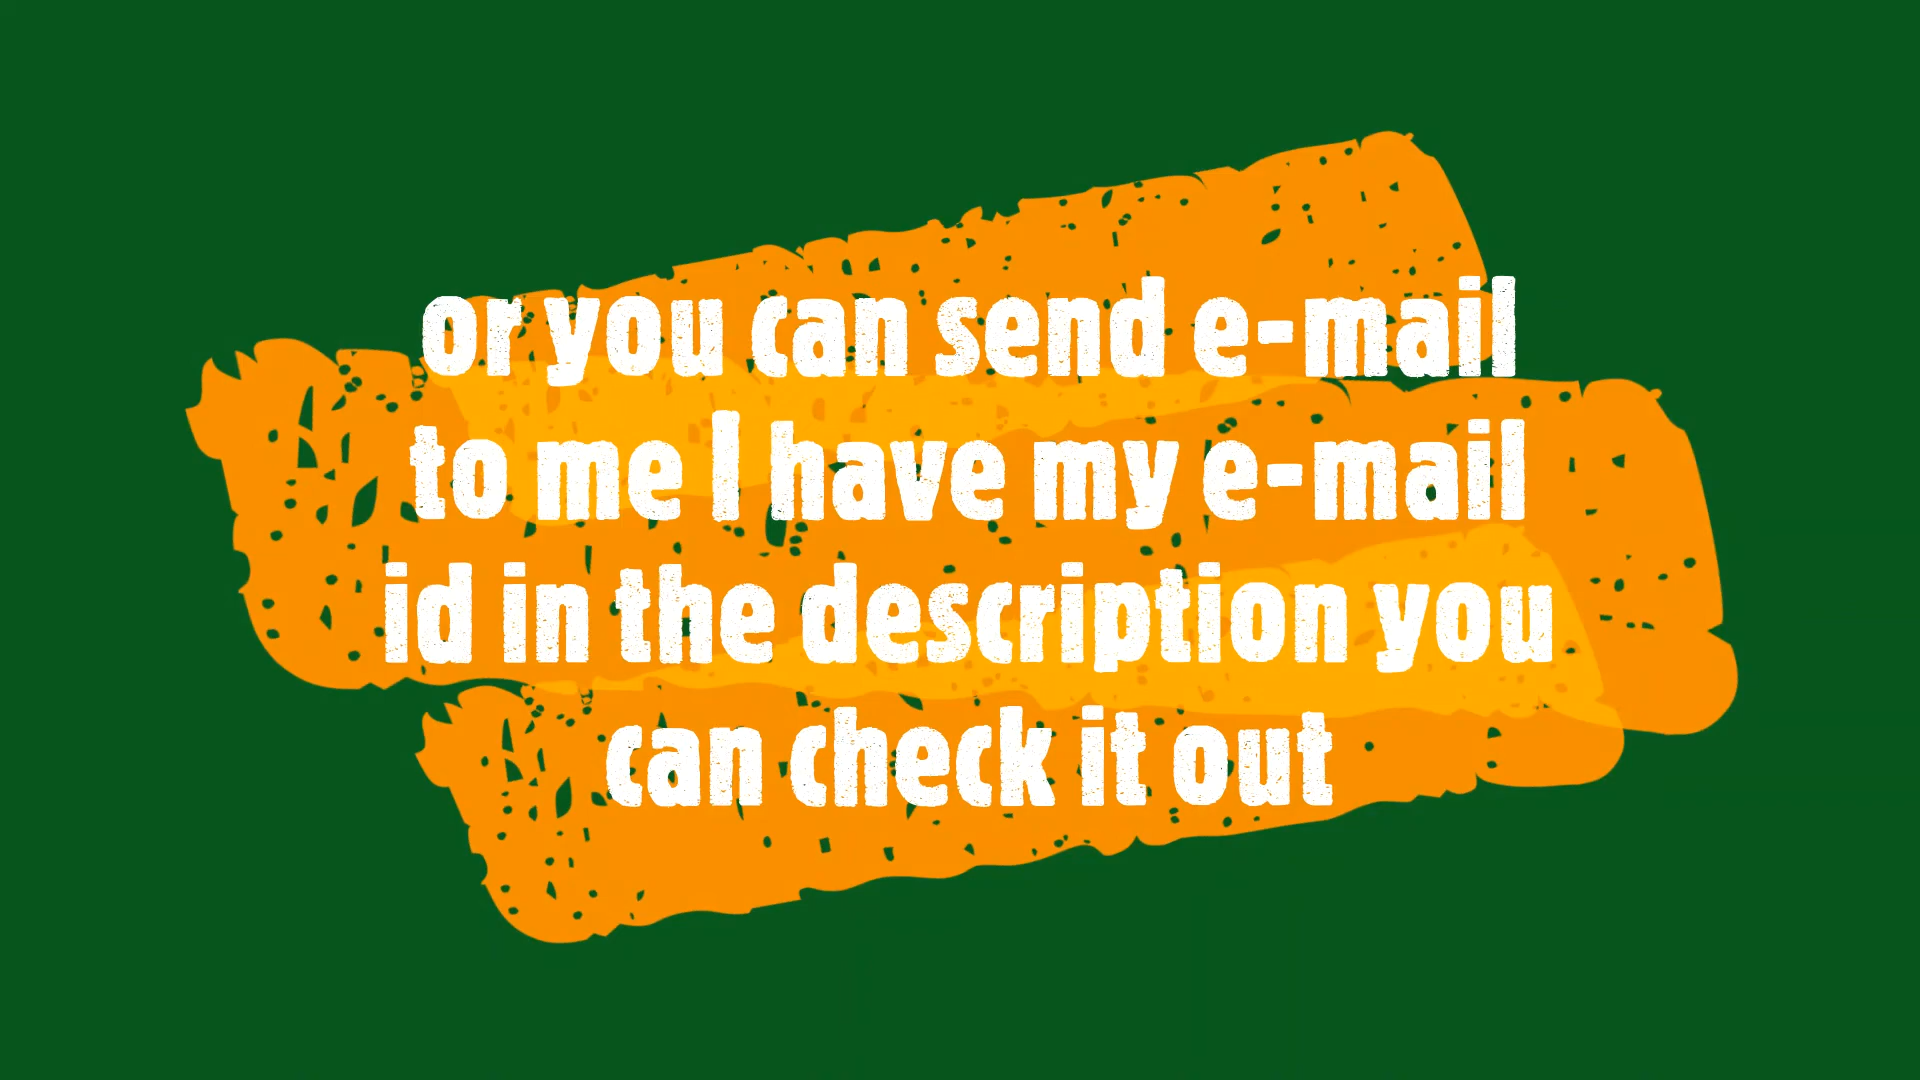 or you can send e-mail
to me I have my e-mail
id in the description you
can check it out